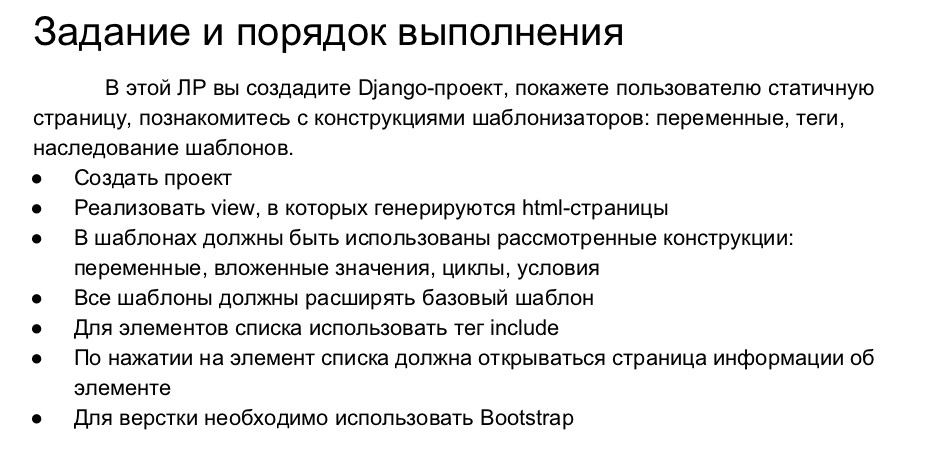 Задание и порядок выполнения
В этой ЛР вы создадите Django-проект, покажете пользователю статичную
страницу, познакомитесь с конструкциями шаблонизаторов: переменные, теги,
наследование шаблонов.
● Создать проект
● Реализовать view, в которых генерируются html-страницы
● В шаблонах должны быть использованы рассмотренные конструкции:
переменные, вложенные значения, циклы, условия
● Все шаблоны должны расширять базовый шаблон
● Для элементов списка использовать тег include
● По нажатии на элемент списка должна открываться страница информации об
элементе
● Для верстки необходимо использовать Bootstrap